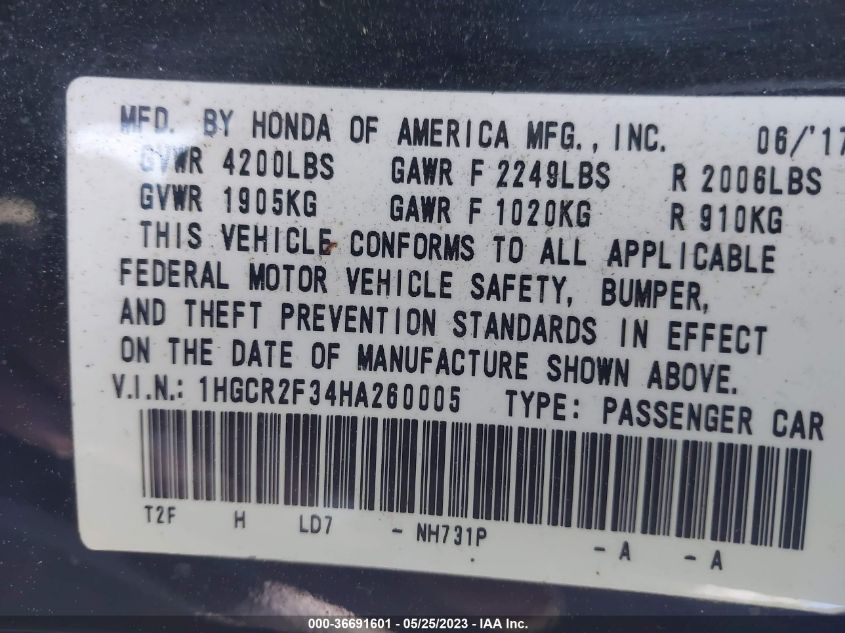 MFD. BY HONDA OF AMERICA MFG., INC. 06/'17
GVWR 4200LBS GAWR F 2249LBS R 2006LBS
GVWR 1905KG GAWR F 1020KG R 910KG
THIS VEHICLE CONFORMS TO ALL APPLICABLE
FEDERAL MOTOR VEHICLE SAFETY, BUMPER,
AND THEFT PREVENTION STANDARDS IN EFFECT
ON THE DATE OF MANUFACTURE SHOWN ABOVE.
V.I.N.: 1HGCR2F34HA260005 TYPE: PASSENGER CAR
T2F H LD7 - NH731P - A - A
000-36691601 / 05/25/2023 - IAA Inc.